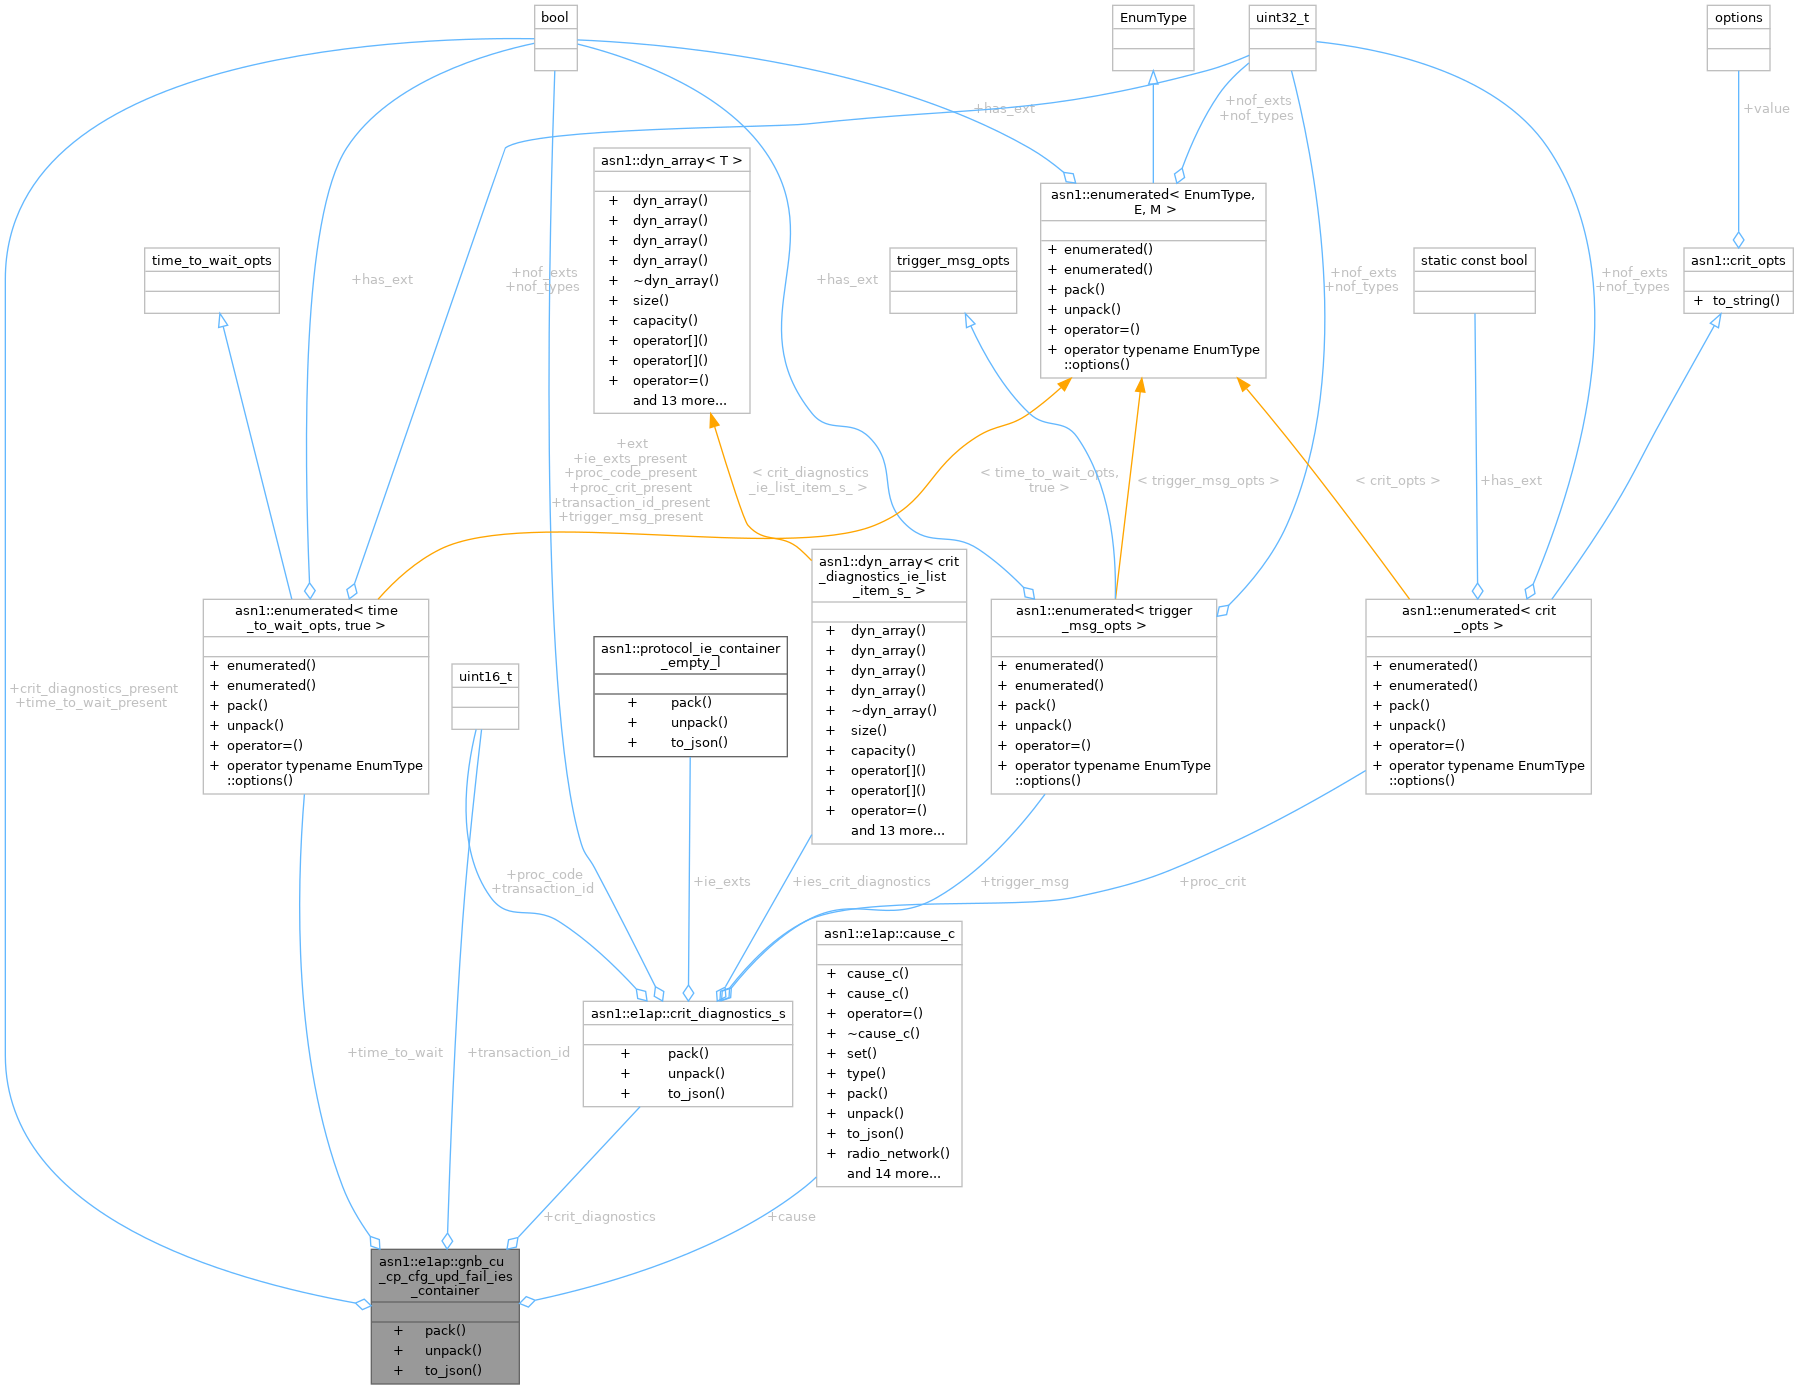 bool
EnumType
uint32_t
options
+has_ext
+nof_exts
+nof_types
+value
asn1::dyn_array< T >
+ dyn_array()
+ dyn_array()
+ dyn_array()
+ dyn_array()
+ ~dyn_array()
+ size()
+ capacity()
+ operator[]()
+ operator[]()
+ operator=()
and 13 more...
asn1::enumerated< EnumType,
E, M >
+ enumerated()
+ enumerated()
+ pack()
+ unpack()
+ operator=()
+ operator typename EnumType
::options()
time_to_wait_opts
+has_ext
+nof_exts
+nof_types
+has_ext
trigger_msg_opts
+nof_exts
+nof_types
static const bool
+nof_exts
+nof_types
asn1::crit_opts
+ to_string()
+ext
+ie_exts_present
+proc_code_present
+proc_crit_present
+transaction_id_present
+trigger_msg_present
< crit_diagnostics
_ie_list_item_s_ >
< time_to_wait_opts,
true >
< trigger_msg_opts >
< crit_opts >
+has_ext
+crit_diagnostics_present
+time_to_wait_present
asn1::enumerated< time
_to_wait_opts, true >
+ enumerated()
+ enumerated()
+ pack()
+ unpack()
+ operator=()
+ operator typename EnumType
::options()
uint16_t
asn1::protocol_ie_container
_empty_l
+ pack()
+ unpack()
+ to_json()
asn1::dyn_array< crit
_diagnostics_ie_list
_item_s_ >
+ dyn_array()
+ dyn_array()
+ dyn_array()
+ dyn_array()
+ ~dyn_array()
+ size()
+ capacity()
+ operator[]()
+ operator[]()
+ operator=()
and 13 more...
asn1::enumerated< trigger
_msg_opts >
+ enumerated()
+ enumerated()
+ pack()
+ unpack()
+ operator=()
+ operator typename EnumType
::options()
asn1::enumerated< crit
_opts >
+ enumerated()
+ enumerated()
+ pack()
+ unpack()
+ operator=()
+ operator typename EnumType
::options()
+proc_code
+transaction_id
+ie_exts
+ies_crit_diagnostics
+trigger_msg
+proc_crit
asn1::e1ap::crit_diagnostics_s
+ pack()
+ unpack()
+ to_json()
asn1::e1ap::cause_c
+ cause_c()
+ cause_c()
+ operator=()
+ ~cause_c()
+ set()
+ type()
+ pack()
+ unpack()
+ to_json()
+ radio_network()
and 14 more...
+time_to_wait
+transaction_id
+crit_diagnostics
+cause
asn1::e1ap::gnb_cu
_cp_cfg_upd_fail_ies
_container
+ pack()
+ unpack()
+ to_json()